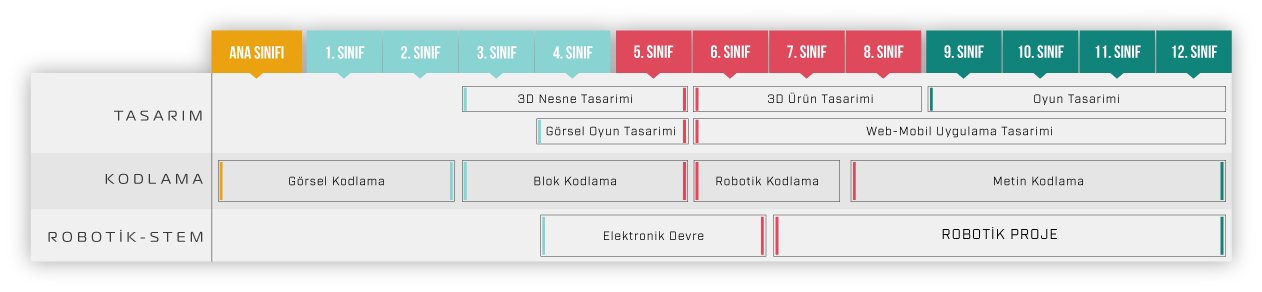 ANA SINIFI 1. SINIF 2. SINIF 3. SINIF 4. SINIF 5. SINIF 6. SINIF 7. SINIF 8. SINIF 9. SINIF 10. SINIF 11. SINIF 12. SINIF
TASARIM
3D Nesne Tasarimi 3D Ürün Tasarimi Oyun Tasarimi
Görsel Oyun Tasarimi Web-Mobil Uygulama Tasarimi
KODLAMA
Görsel Kodlama Blok Kodlama Robotik Kodlama Metin Kodlama
ROBOTİK-STEM
Elektronik Devre ROBOTİK PROJE